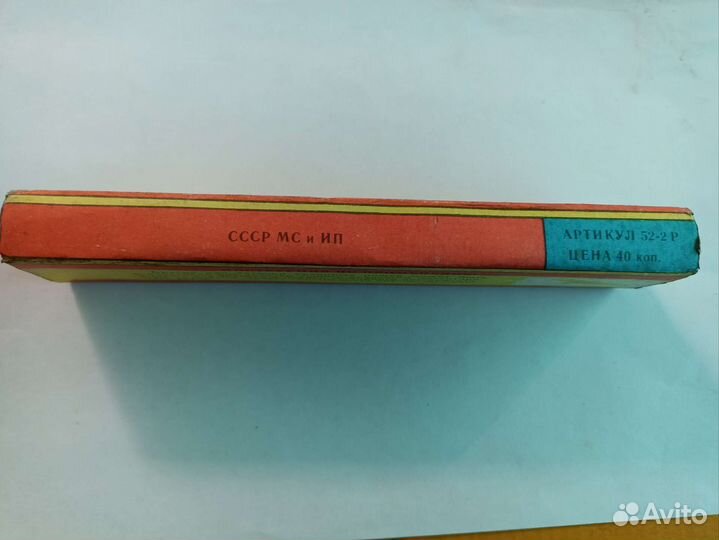 СССР МС и ИП
АРТИКУЛ 52-2 Р
ЦЕНА 40 коп.
Avito